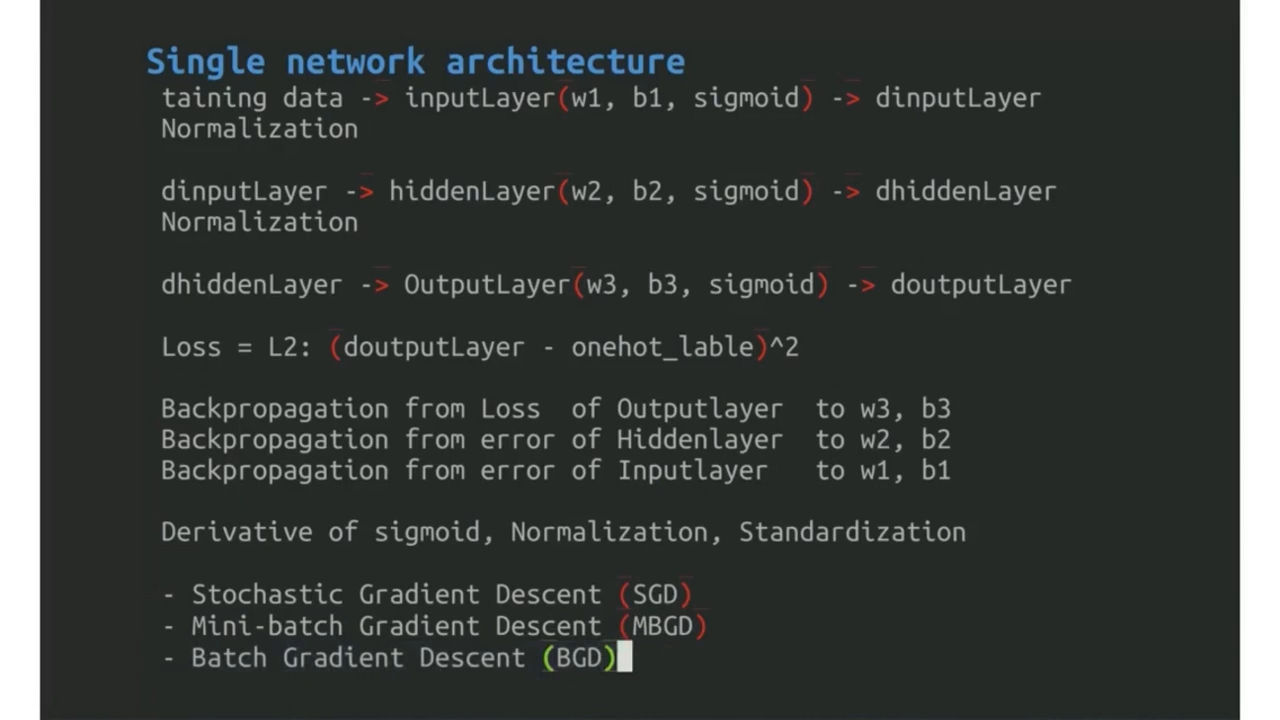 Single network architecture
taining data -> inputLayer(w1, b1, sigmoid) -> dinputLayer
Normalization
dinputLayer -> hiddenLayer(w2, b2, sigmoid) -> dhiddenLayer
Normalization
dhiddenLayer -> OutputLayer(w3, b3, sigmoid) -> doutputLayer
Loss = L2: (doutputLayer - onehot_lable)^2
Backpropagation from Loss  of Outputlayer  to w3, b3
Backpropagation from error of Hiddenlayer  to w2, b2
Backpropagation from error of Inputlayer   to w1, b1
Derivative of sigmoid, Normalization, Standardization
- Stochastic Gradient Descent (SGD)
- Mini-batch Gradient Descent (MBGD)
- Batch Gradient Descent (BGD)